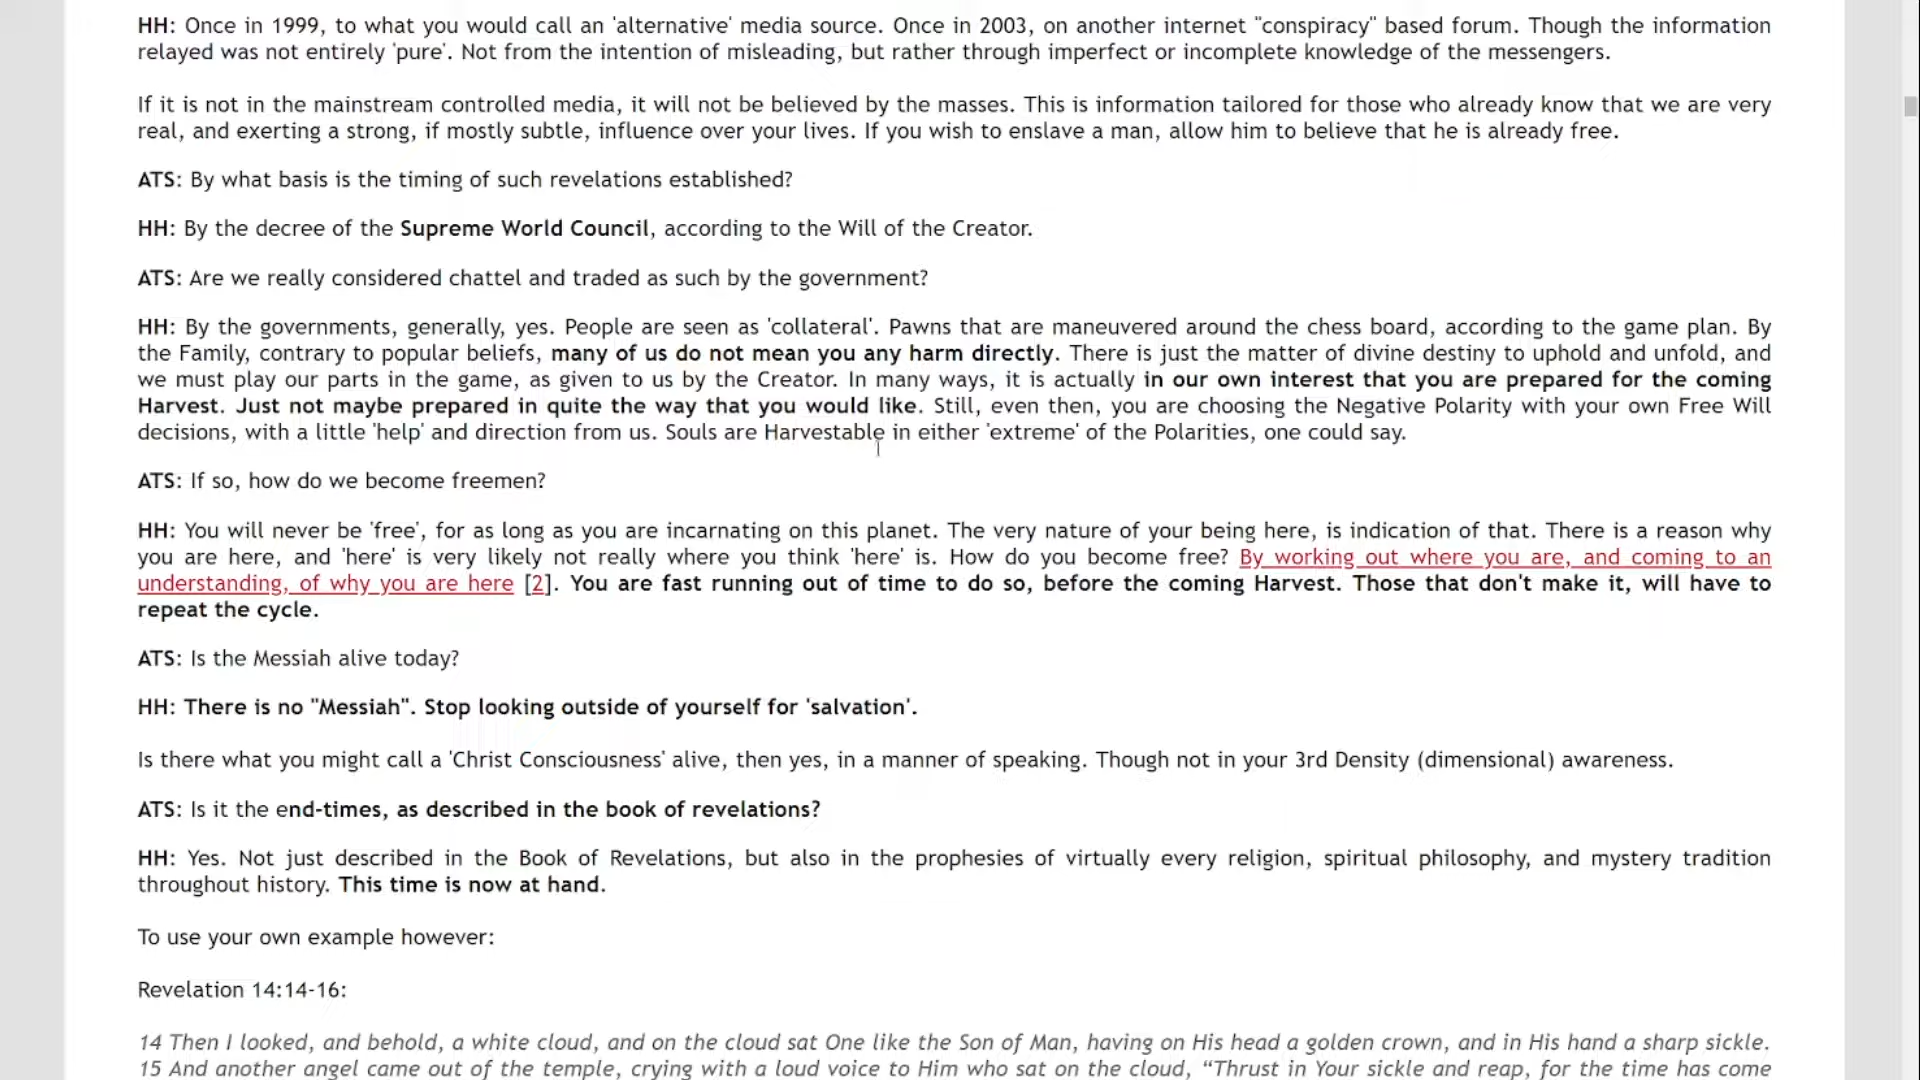 HH: Once in 1999, to what you would call an 'alternative' media source. Once in 2003, on another internet "conspiracy" based forum. Though the information
relayed was not entirely 'pure'. Not from the intention of misleading, but rather through imperfect or incomplete knowledge of the messengers.
If it is not in the mainstream controlled media, it will not be believed by the masses. This is information tailored for those who already know that we are very
real, and exerting a strong, if mostly subtle, influence over your lives. If you wish to enslave a man, allow him to believe that he is already free.
ATS: By what basis is the timing of such revelations established?
HH: By the decree of the Supreme World Council, according to the Will of the Creator.
ATS: Are we really considered chattel and traded as such by the government?
HH: By the governments, generally, yes. People are seen as 'collateral'. Pawns that are maneuvered around the chess board, according to the game plan. By
the Family, contrary to popular beliefs, many of us do not mean you any harm directly. There is just the matter of divine destiny to uphold and unfold, and
we must play our parts in the game, as given to us by the Creator. In many ways, it is actually in our own interest that you are prepared for the coming
Harvest. Just not maybe prepared in quite the way that you would like. Still, even then, you are choosing the Negative Polarity with your own Free Will
decisions, with a little 'help' and direction from us. Souls are Harvestable in either 'extreme' of the Polarities, one could say.
ATS: If so, how do we become freemen?
HH: You will never be 'free', for as long as you are incarnating on this planet. The very nature of your being here, is indication of that. There is a reason why
you are here, and 'here' is very likely not really where you think 'here' is. How do you become free? By working out where you are, and coming to an
understanding, of why you are here [2]. You are fast running out of time to do so, before the coming Harvest. Those that don't make it, will have to
repeat the cycle.
ATS: Is the Messiah alive today?
HH: There is no "Messiah". Stop looking outside of yourself for 'salvation'.
Is there what you might call a 'Christ Consciousness' alive, then yes, in a manner of speaking. Though not in your 3rd Density (dimensional) awareness.
ATS: Is it the end-times, as described in the book of revelations?
HH: Yes. Not just described in the Book of Revelations, but also in the prophesies of virtually every religion, spiritual philosophy, and mystery tradition
throughout history. This time is now at hand.
To use your own example however:
Revelation 14:14-16:
14 Then I looked, and behold, a white cloud, and on the cloud sat One like the Son of Man, having on His head a golden crown, and in His hand a sharp sickle.
15 And another angel came out of the temple, crying with a loud voice to Him who sat on the cloud, “Thrust in Your sickle and reap, for the time has come